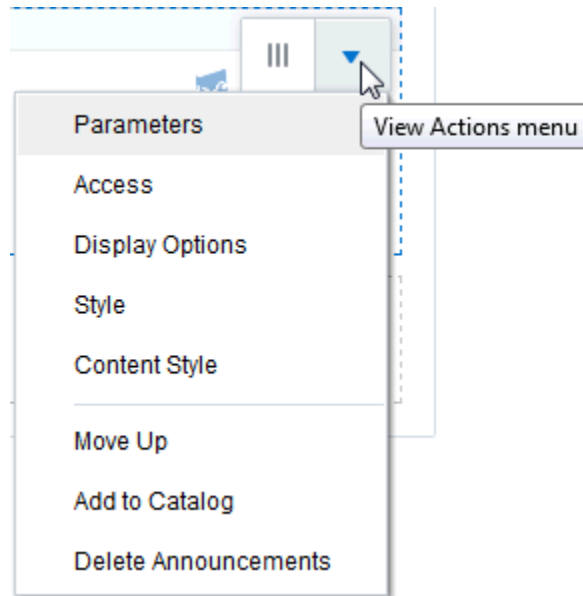 Parameters
View Actions menu
Access
Display Options
Style
Content Style
Move Up
Add to Catalog
Delete Announcements